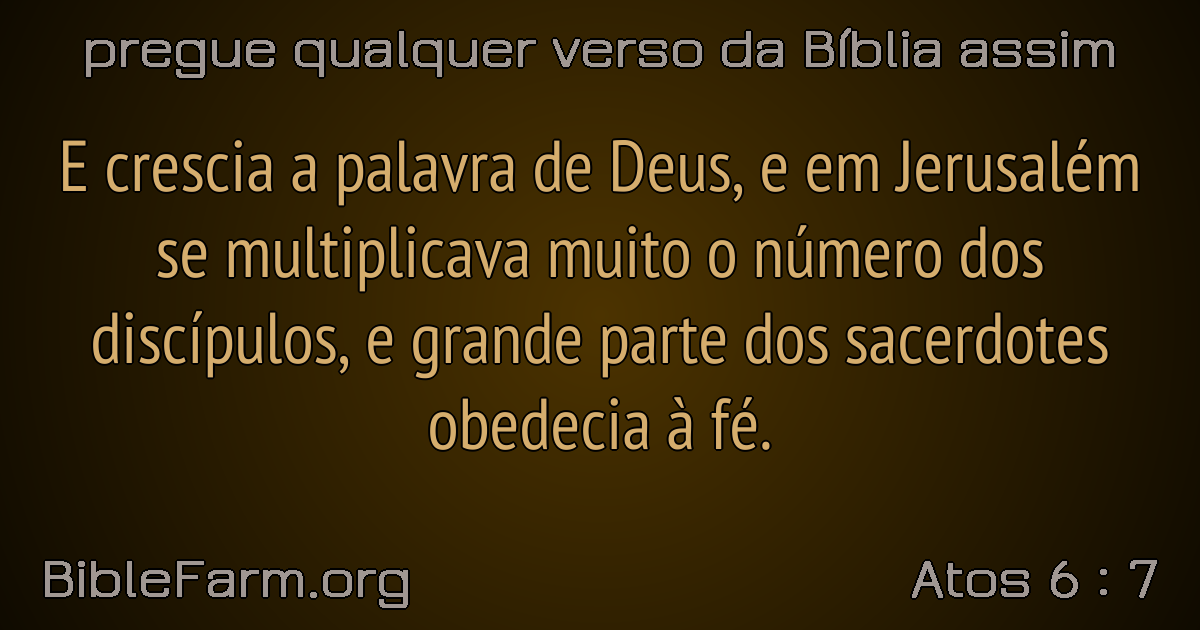 pregue qualquer verso da Bíblia assim
E crescia a palavra de Deus, e em Jerusalém
se multiplicava muito o número dos
discípulos, e grande parte dos sacerdotes
obedecia à fé.
BibleFarm.org
Atos 6 : 7